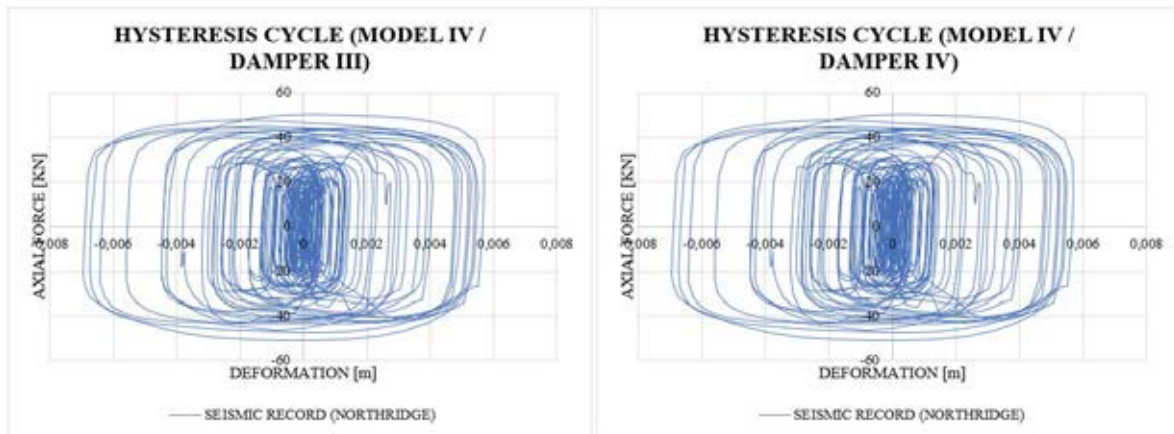 HYSTERESIS CYCLE (MODEL IV /
DAMPER III)
60
40
20
0
-20
-40
-60
AXIAL FORCE [KN]
-0,008 -0,006 -0,004 -0,002 0 0,002 0,004 0,006 0,008
DEFORMATION [m]
SEISMIC RECORD (NORTHRIDGE)
HYSTERESIS CYCLE (MODEL IV /
DAMPER IV)
60
40
20
0
-20
-40
-60
AXIAL FORCE [KN]
-0,008 -0,006 -0,004 -0,002 0 0,002 0,004 0,006 0,008
DEFORMATION [m]
SEISMIC RECORD (NORTHRIDGE)